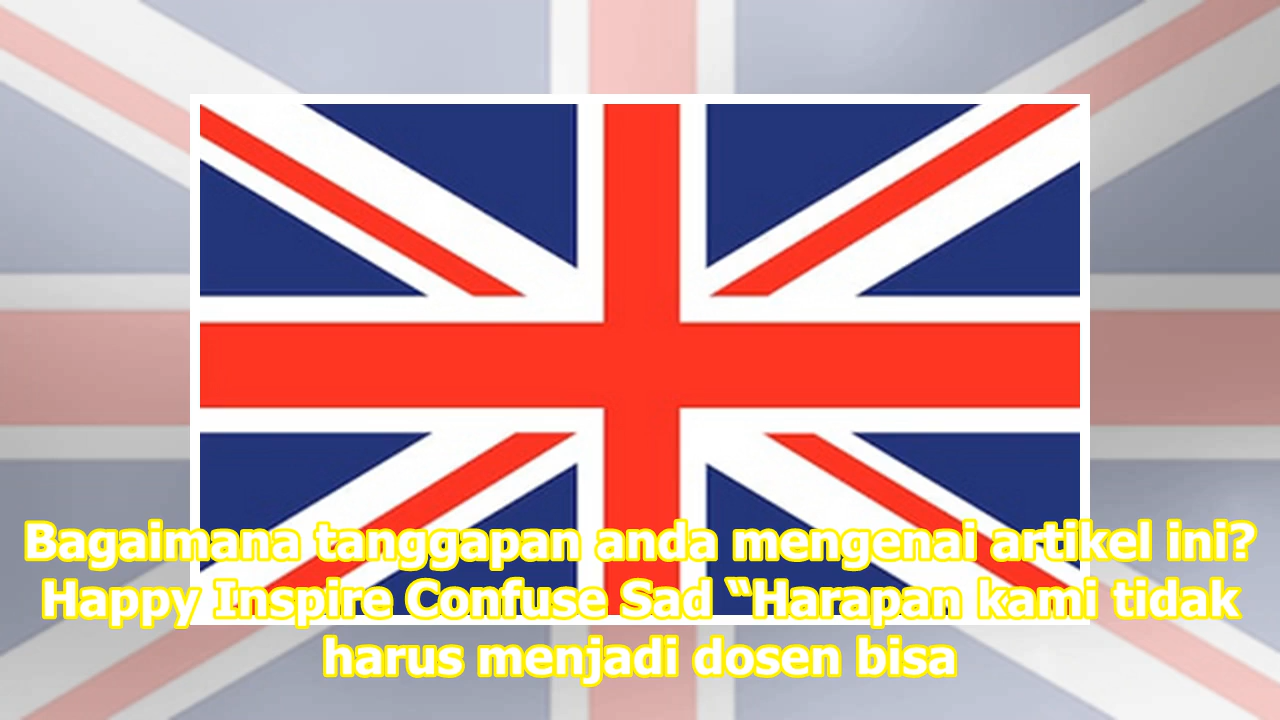 Bagaimana tanggapan anda mengenai artikel ini?
Happy Inspire Confuse Sad “Harapan kami tidak
harus menjadi dosen bisa